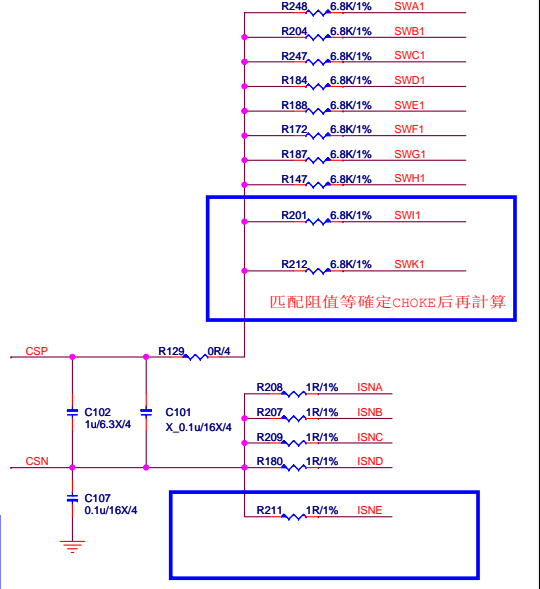 R248 6.8K/1% SWA1
R204 6.8K/1% SWB1
R247 6.8K/1% SWC1
R184 6.8K/1% SWD1
R188 6.8K/1% SWE1
R172 6.8K/1% SWF1
R187 6.8K/1% SWG1
R147 6.8K/1% SWH1
R201 6.8K/1% SWI1
R212 6.8K/1% SWK1
匹配阻值等確定CHOKE后再計算
CSP R129 0R/4
R208 1R/1% ISNA
C102
1u/6.3X/4
C101
X_0.1u/16X/4
R207 1R/1% ISNB
R209 1R/1% ISNC
CSN R180 1R/1% ISND
C107
0.1u/16X/4
R211 1R/1% ISNE